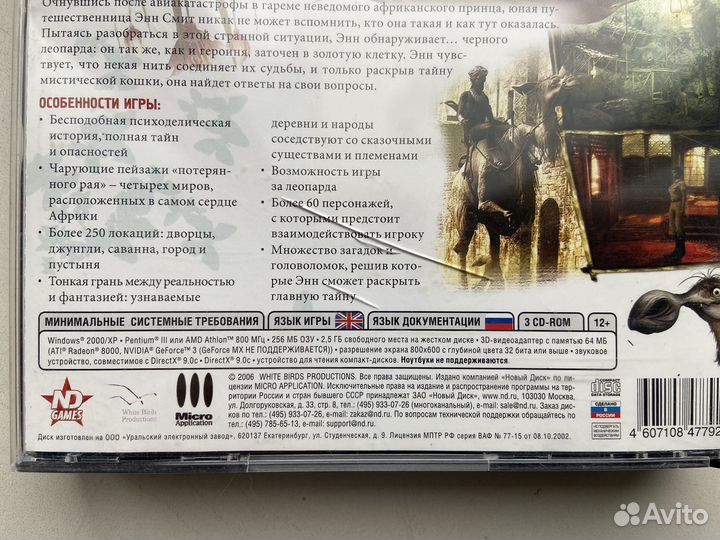 Очнувшись после авиакатастрофы в гареме неведомого африканского принца, юная пу-
тешественница Энн Смит никак не может вспомнить, кто она такая и как тут оказалась.
Пытаясь разобраться в этой странной ситуации, Энн обнаруживает... черного
леопарда: он так же, как и героиня, заточен в золотую клетку. Энн чувс-
твует, что некая нить соединяет их судьбы, и только раскрыв тайну
мистической кошки, она найдет ответы на свои вопросы.
ОСОБЕННОСТИ ИГРЫ:
• Бесподобная психоделическая
история, полная тайн
и опасностей
• Чарующие пейзажи «потерян-
ного рая» – четырех миров,
расположенных в самом сердце
Африки
• Более 250 локаций: дворцы,
джунгли, саванна, город и
пустыня
• Тонкая грань между реальностью
и фантазией: узнаваемые
деревни и народы
соседствуют со сказочными
существами и племенами
• Возможность игры
за леопарда
• Более 60 персонажей,
с которыми предстоит
взаимодействовать игроку
• Множество загадок и
головоломок, решив кото-
рые Энн сможет раскрыть
главную тайну
МИНИМАЛЬНЫЕ СИСТЕМНЫЕ ТРЕБОВАНИЯ
ЯЗЫК ИГРЫ
ЯЗЫК ДОКУМЕНТАЦИИ
3 CD-ROM
12+
Windows® 2000/XP • Pentium® III или AMD Athlon™ 800 МГц • 256 МБ ОЗУ • 2,5 ГБ свободного места на жестком диске • 3D-видеоадаптер с памятью 64 МБ
(ATI® Radeon® 8000, NVIDIA® GeForce™ 3 (GeForce MX НЕ ПОДДЕРЖИВАЕТСЯ)) • разрешение экрана 800x600 с глубиной цвета 32 бита или выше • звуковое
устройство, совместимое с DirectX® 9.0c • DirectX® 9.0c • устройство для чтения компакт-дисков • клавиатура • мышь. Ноутбуки не поддерживаются.
ND
GAMES
White Birds
Productions
Micro
Application
© 2006 WHITE BIRDS PRODUCTIONS. Все права защищены. Издано компанией «Новый Диск» по ли-
цензии MICRO APPLICATION. Исключительные права на издание и распространение программы на тер-
ритории России и стран бывшего СССР принадлежат ЗАО «Новый Диск», www.nd.ru, 103030 Москва,
ул. Долгоруковская, д. 33, стр. 8, тел.: (495) 933-07-26 (многоканальный), e-mail: sale@nd.ru. Заказ дис-
ков по почте: тел.: (495) 933-07-26, e-mail: zakaz@nd.ru. По вопросам технической поддержки обращайтесь
по тел.: (495) 785-65-13, e-mail: support@nd.ru.
Диск изготовлен на ООО «Уральский электронный завод», 620137 Екатеринбург, ул. Студенческая, д. 9. Лицензия МПТР РФ серия ВАФ № 77-15 от 08.10.2002.
COMPACT
disc
DATA STORAGE
СДЕЛАНО
В
РОССИИ
НЕ ПОДВЕРГАТЬ
МЕХАНИЧЕСКИМ
ВОЗДЕЙСТВИЯМ
4 607108 4779
Avito